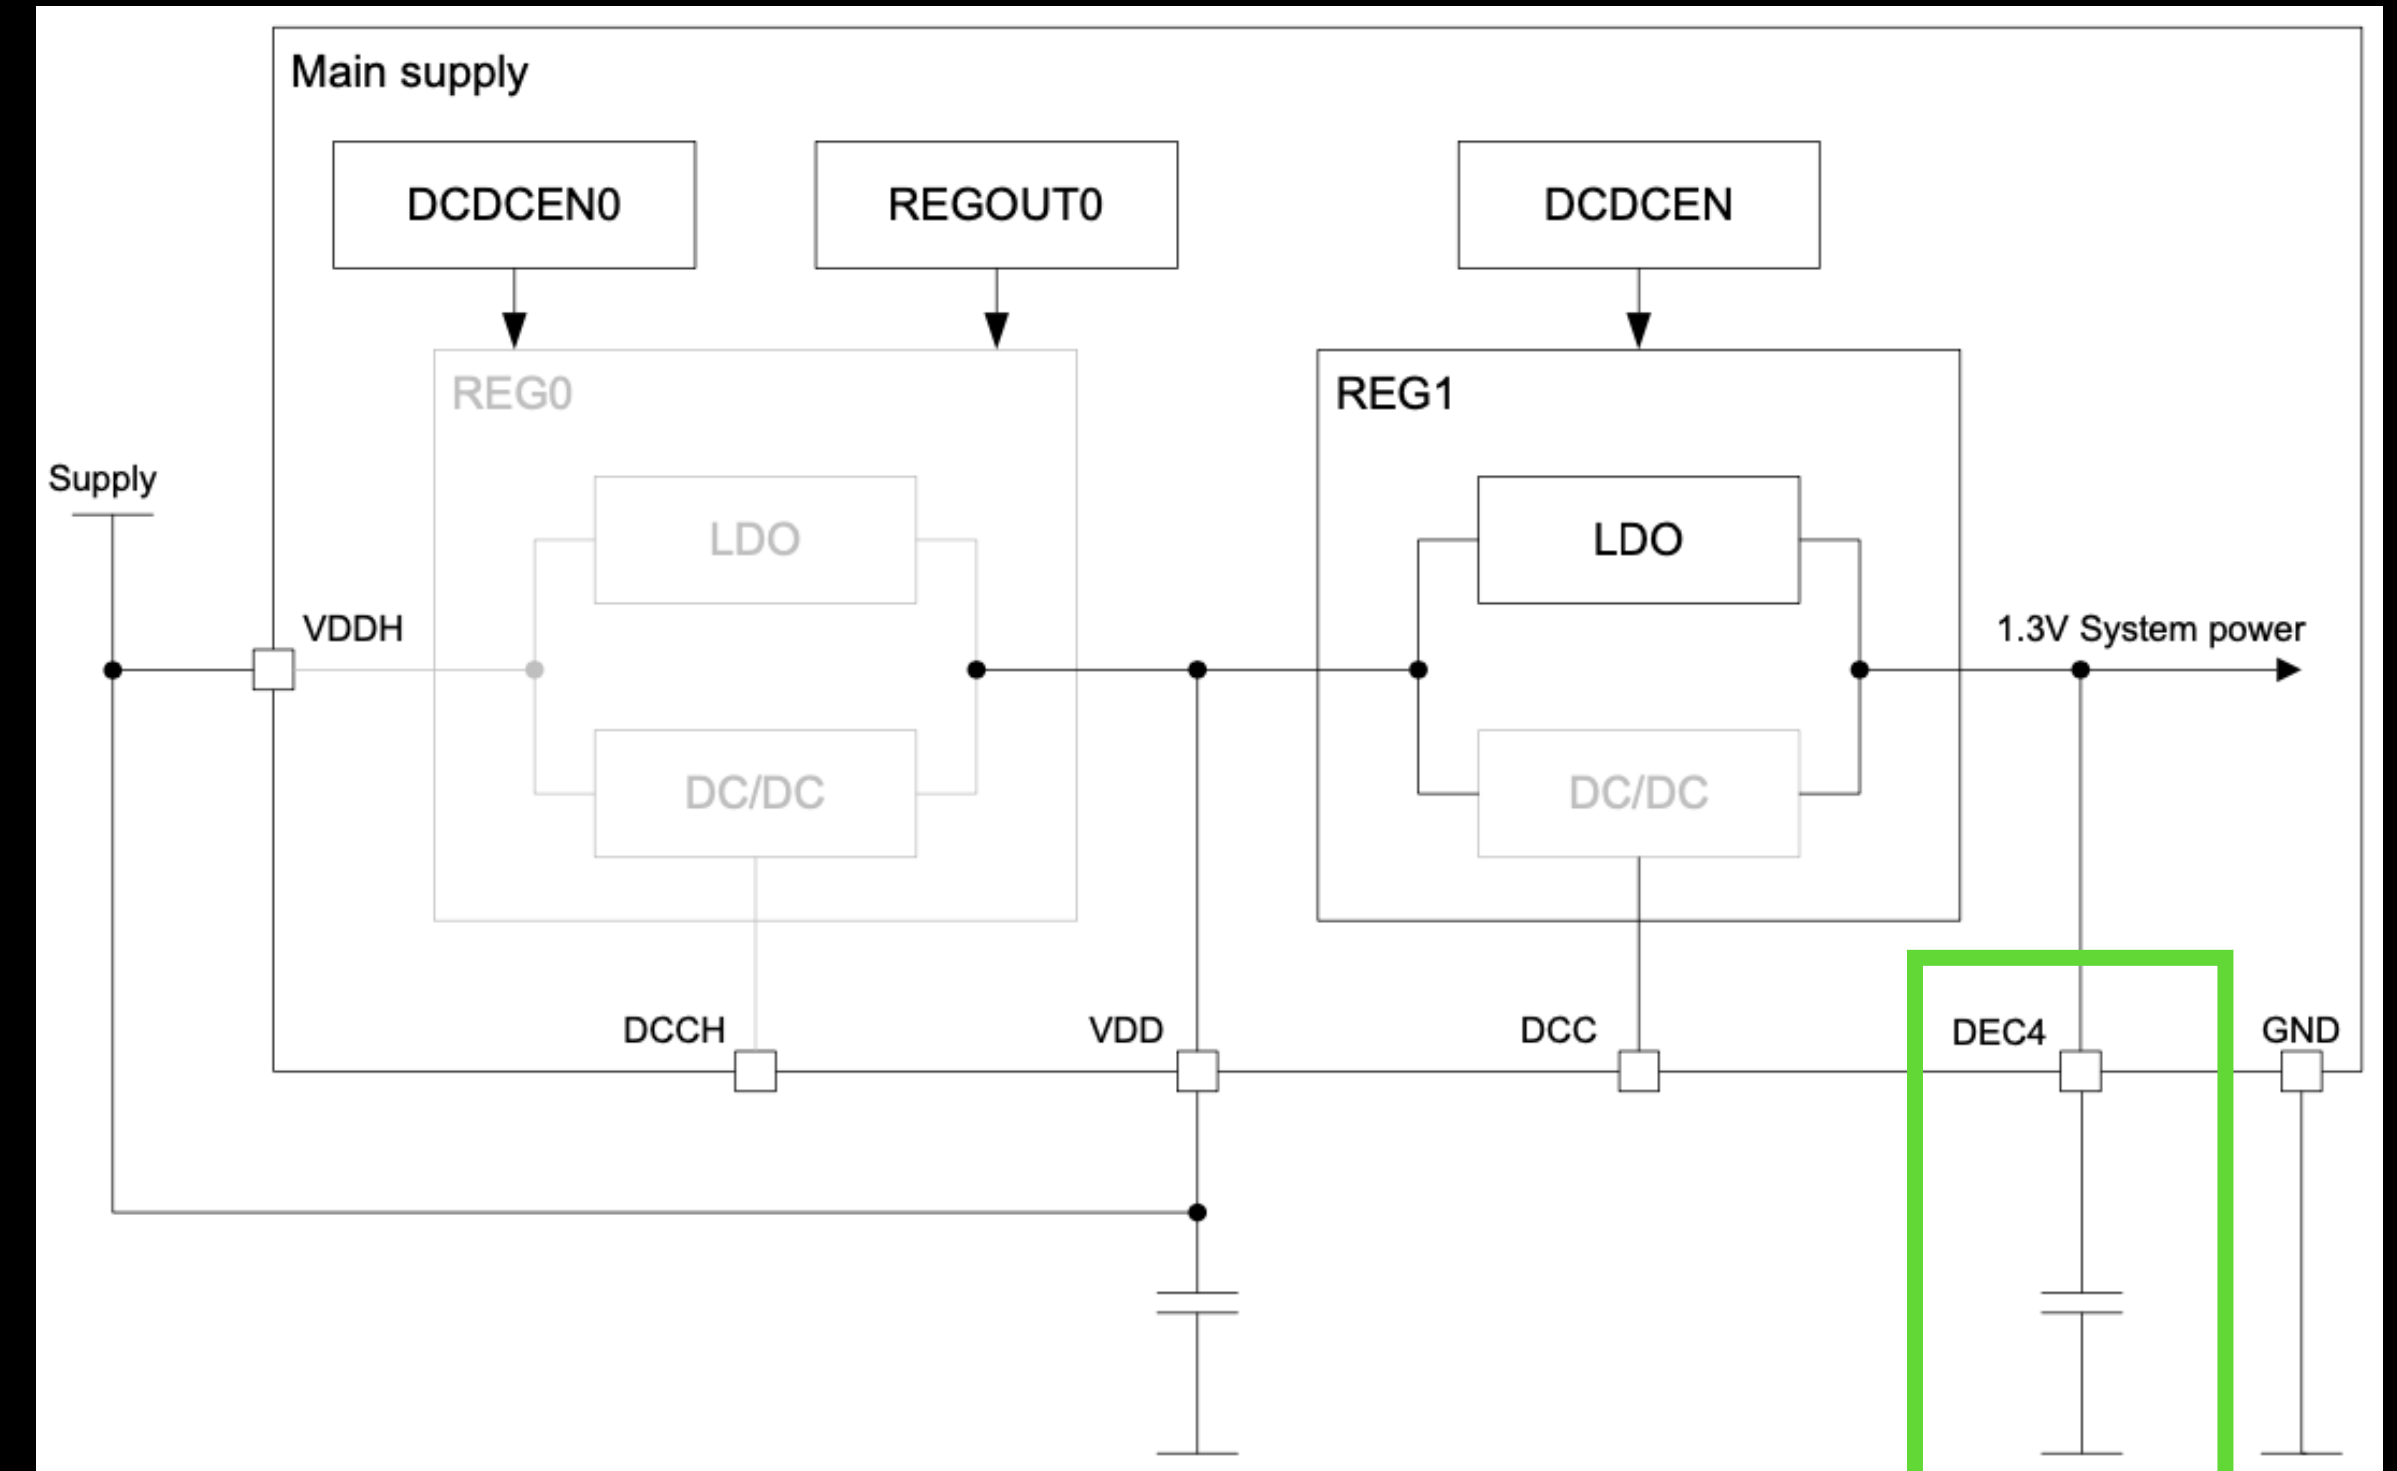 Main supply
DCDCEN0
REGOUT0
DCDCEN
REG0
REG1
Supply
LDO
LDO
VDDH
1.3V System power
DC/DC
DC/DC
DCCH
VDD
DCC
DEC4
GND